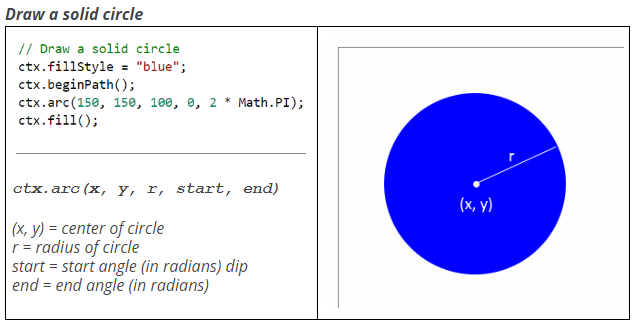 Draw a solid circle
// Draw a solid circle
ctx.fillStyle = "blue";
ctx.beginPath();
ctx.arc(150, 150, 100, 0, 2 * Math.PI);
ctx.fill();
ctx.arc(x, y, r, start, end)
(x, y) = center of circle
r = radius of circle
start = start angle (in radians) dip
end = end angle (in radians)
r
(x, y)